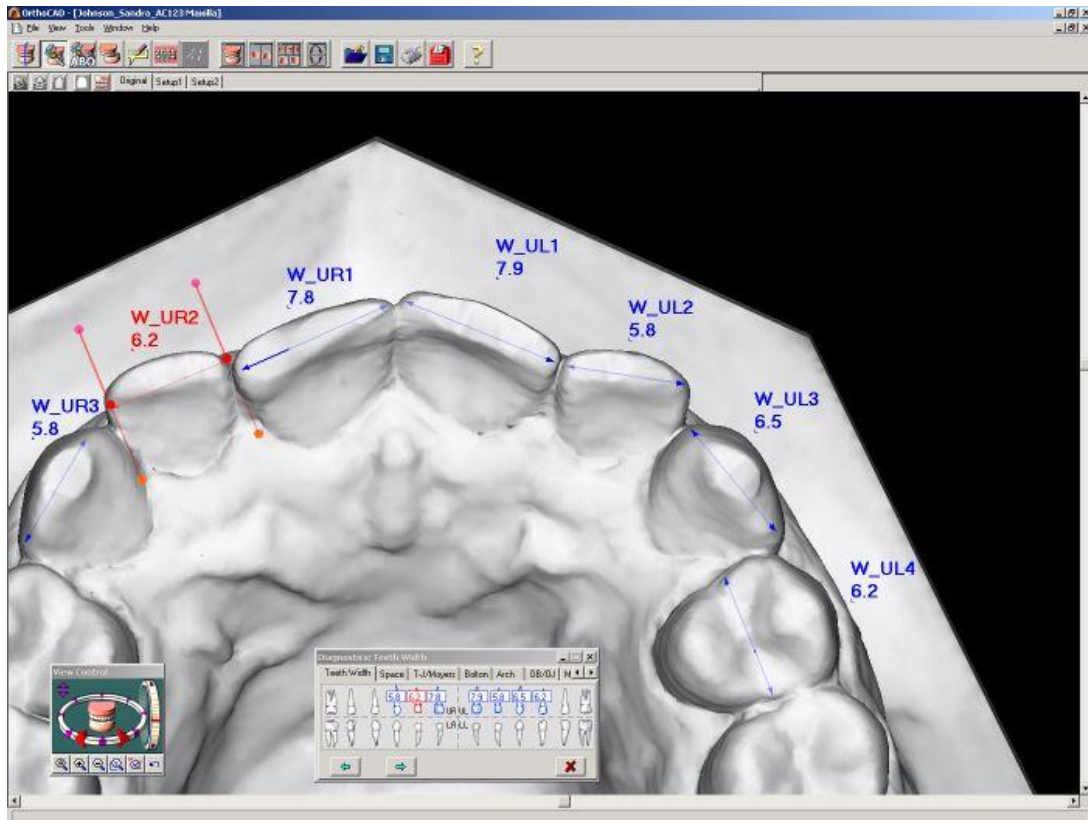 OrthoCAD - [Johnson_Sandra_AC123 Maxilla]
File View Tools Window Help
ABO
Original Setup1 Setup2
W_UL1
7.9
W_UR1
7.8
W_UL2
5.8
W_UR2
6.2
W_UL3
6.5
W_UR3
5.8
W_UL4
6.2
View Control
Diagnostics: Teeth Width
Teeth Width Space T-J/Moyers Bolton Arch OB/OJ M
5.8 6.2 7.8 7.9 5.8 6.5 6.2
UR UL
LR LL